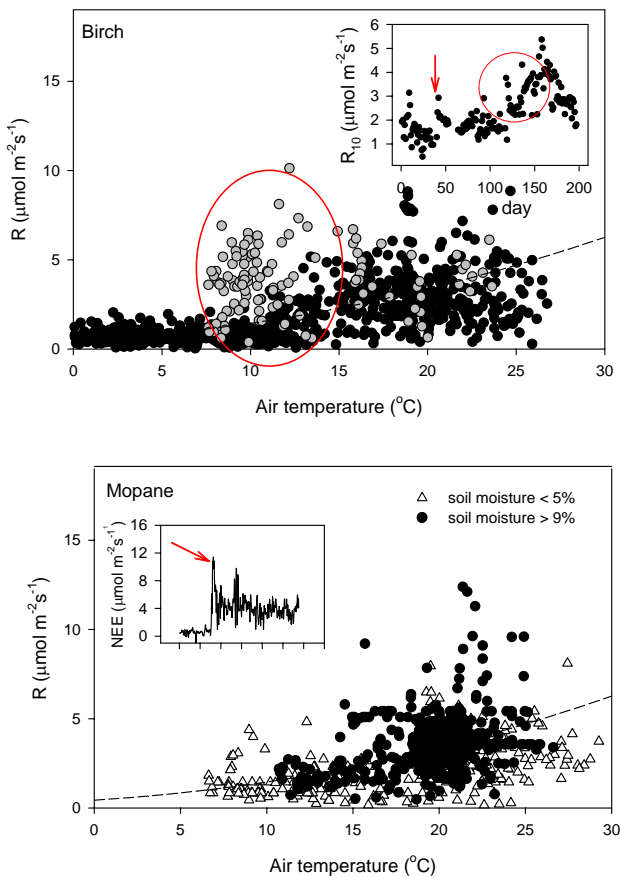 Birch
R (μmol m⁻²s⁻¹)
15
10
5
0
0 5 10 15 20 25 30
Air temperature (°C)
R₁₀ (μmol m⁻²s⁻¹)
6
5
4
3
2
1
0 50 100 150 200
day
Mopane
△ soil moisture < 5%
● soil moisture > 9%
NEE (μmol m⁻²s⁻¹)
16
12
8
4
0
R (μmol m⁻²s⁻¹)
15
10
5
0
0 5 10 15 20 25 30
Air temperature (°C)